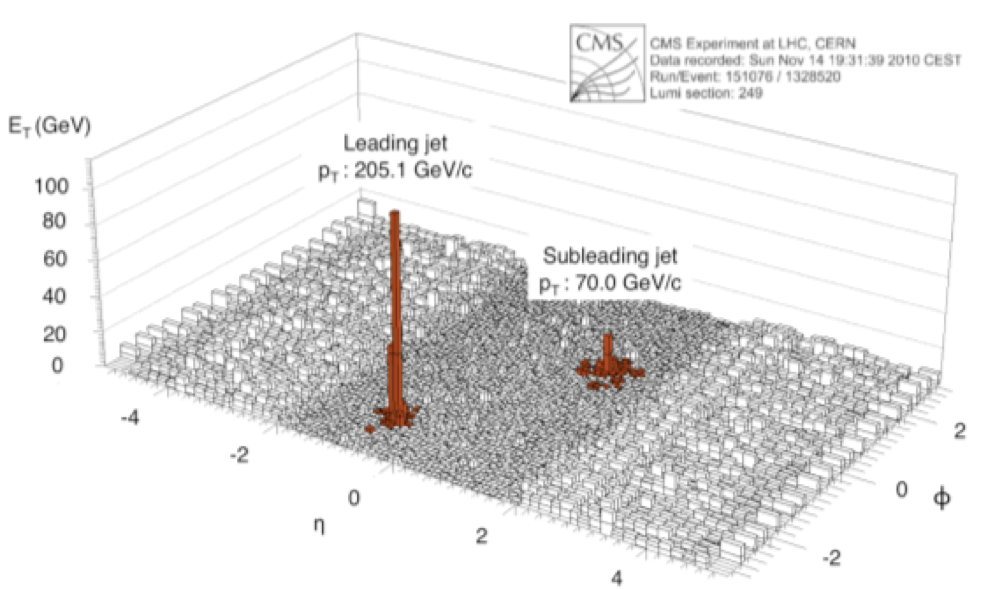 CMS
CMS Experiment at LHC, CERN
Data recorded: Sun Nov 14 19:31:39 2010 CEST
Run/Event: 151076 / 1328520
Lumi section: 249
E_T (GeV)
Leading jet
p_T : 205.1 GeV/c
Subleading jet
p_T : 70.0 GeV/c
100
80
60
40
20
0
-4
-2
0
2
4
η
2
0
-2
ϕ